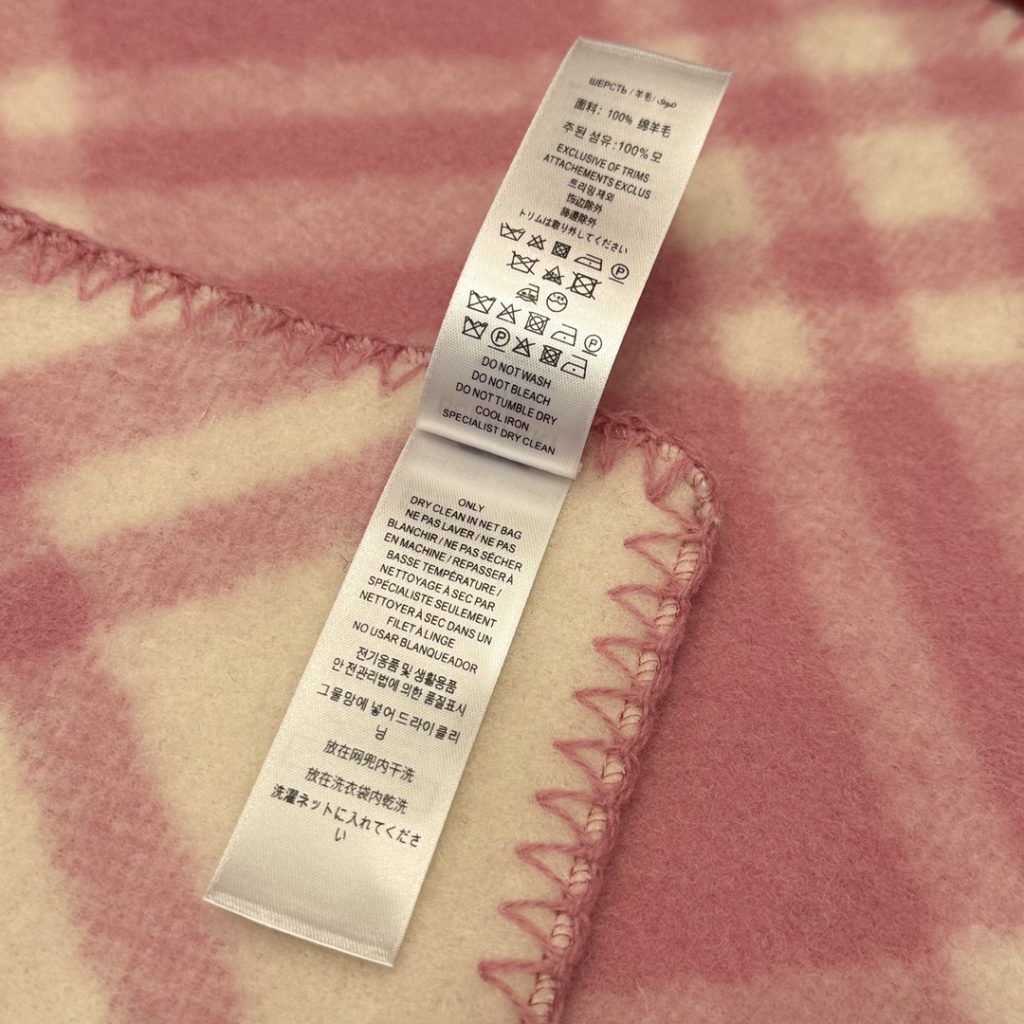 ШЕРСТЬ / 羊毛 / صوف
面料: 100% 绵羊毛
주된 섬유:100% 모
EXCLUSIVE OF TRIMS
ATTACHEMENTS EXCLUS
트리밍 제외
饰边除外
飾邊除外
トリムは取り外してください
DO NOT WASH
DO NOT BLEACH
DO NOT TUMBLE DRY
COOL IRON
SPECIALIST DRY CLEAN
ONLY
DRY CLEAN IN NET BAG
NE PAS LAVER / NE PAS
BLANCHIR / NE PAS SÉCHER
EN MACHINE / REPASSER À
BASSE TEMPÉRATURE /
NETTOYAGE À SEC PAR
SPÉCIALISTE SEULEMENT
NETTOYER À SEC DANS UN
FILET À LINGE
NO USAR BLANQUEADOR
전기용품 및 생활용품
안전관리법에 의한 품질표시
그물망에 넣어 드라이클리
닝
放在网兜内干洗
放在洗衣袋内乾洗
洗濯ネットに入れてくださ
い